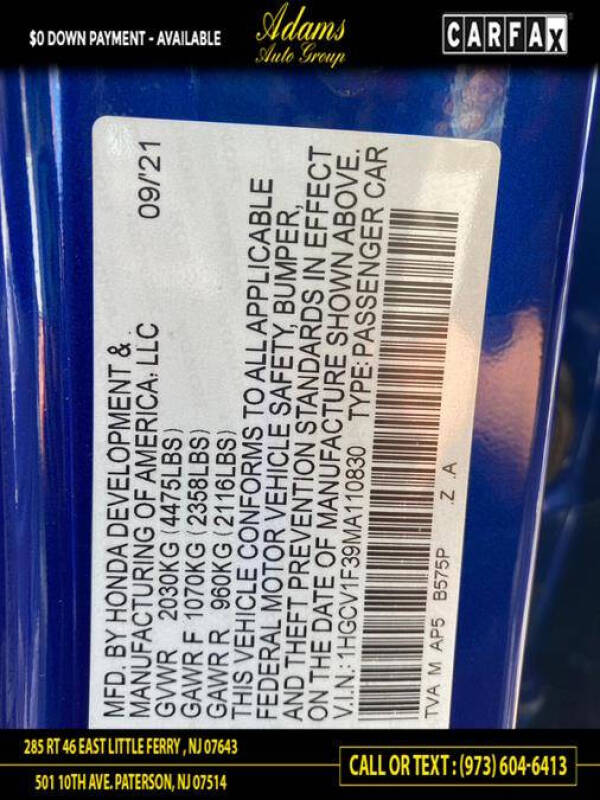 $0 DOWN PAYMENT - AVAILABLE
Adams
Auto Group
CARFAX
MFD. BY HONDA DEVELOPMENT &
MANUFACTURING OF AMERICA, LLC 09/'21
GVWR 2030KG (4475LBS)
GAWR F 1070KG (2358LBS)
GAWR R 960KG (2116LBS)
THIS VEHICLE CONFORMS TO ALL APPLICABLE
FEDERAL MOTOR VEHICLE SAFETY, BUMPER,
AND THEFT PREVENTION STANDARDS IN EFFECT
ON THE DATE OF MANUFACTURE SHOWN ABOVE.
V.I.N.: 1HGCV1F39MA110830 TYPE: PASSENGER CAR
TVA M AP5 B575P .Z .A
285 RT 46 EAST LITTLE FERRY , NJ 07643
501 10TH AVE. PATERSON, NJ 07514
CALL OR TEXT : (973) 604-6413